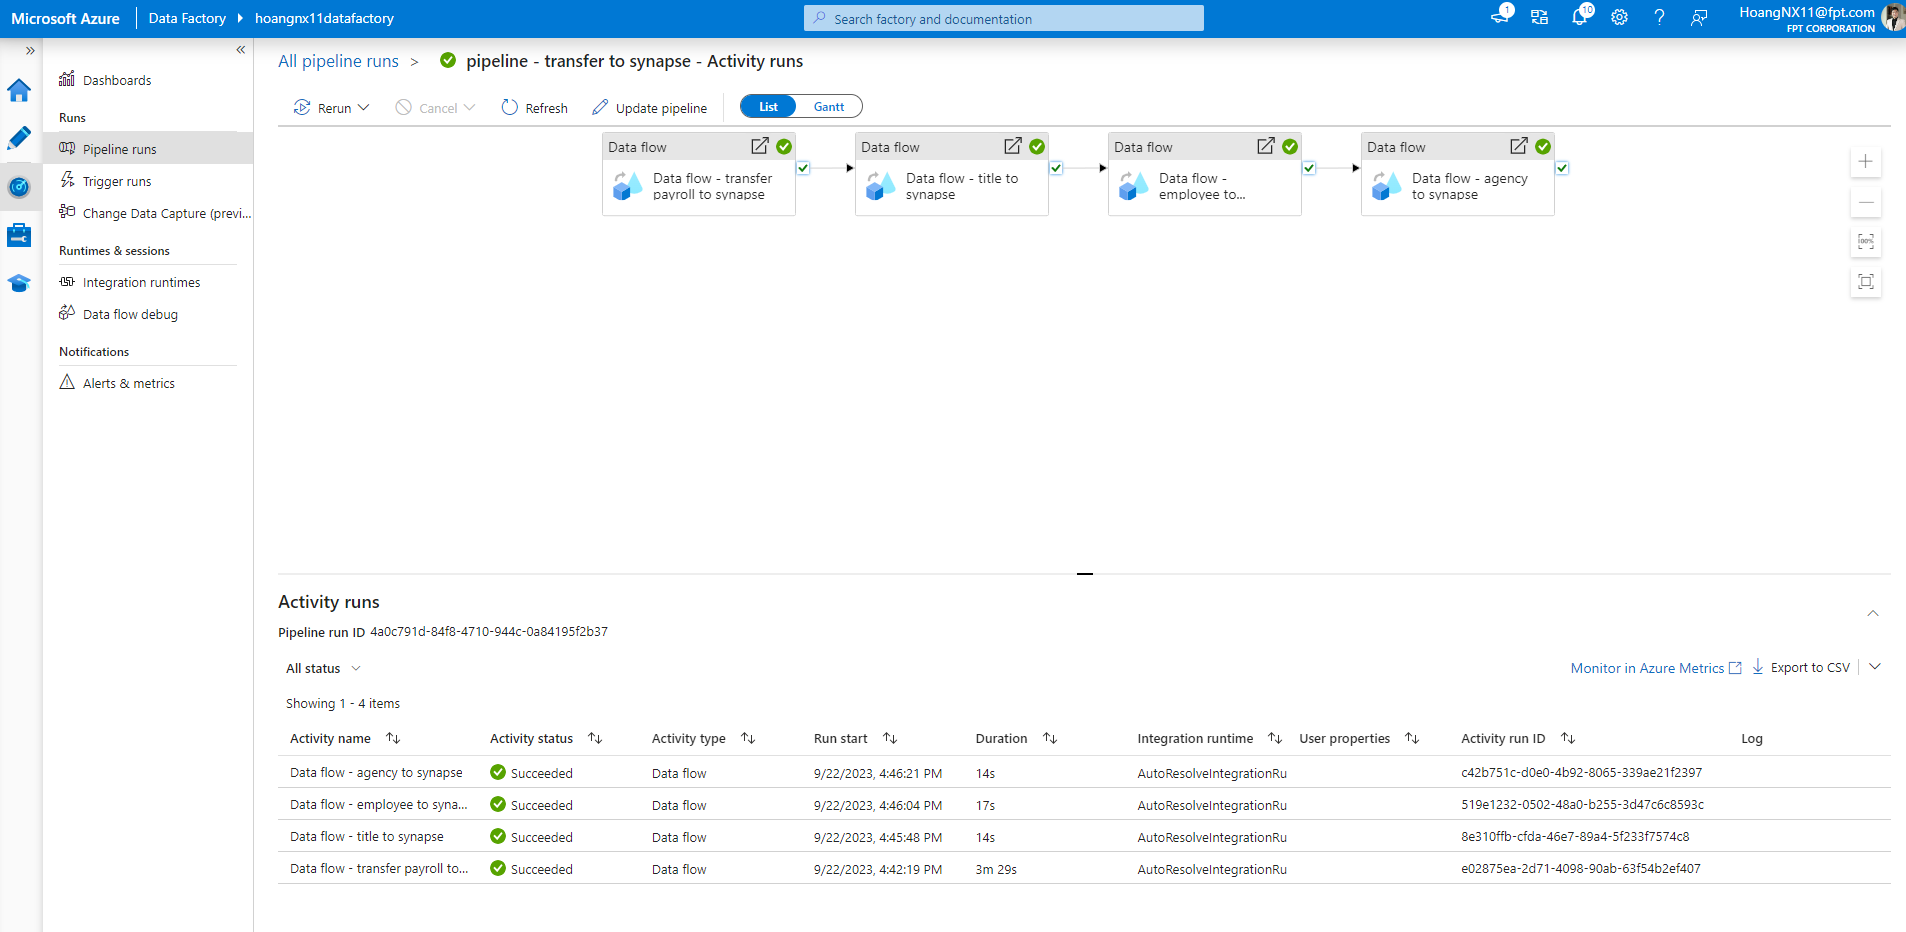 Microsoft Azure
Data Factory
hoangnx11datafactory
Search factory and documentation
1
10
HoangNX11@fpt.com
FPT CORPORATION
Dashboards
Runs
Pipeline runs
Trigger runs
Change Data Capture (previ...
Runtimes & sessions
Integration runtimes
Data flow debug
Notifications
Alerts & metrics
All pipeline runs > pipeline - transfer to synapse - Activity runs
Rerun Cancel Refresh Update pipeline List Gantt
Data flow
Data flow - transfer
payroll to synapse
Data flow
Data flow - title to
synapse
Data flow
Data flow -
employee to...
Data flow
Data flow - agency
to synapse
100%
Activity runs
Pipeline run ID 4a0c791d-84f8-4710-944c-0a84195f2b37
All status
Monitor in Azure Metrics Export to CSV
Showing 1 - 4 items
Activity name Activity status Activity type Run start Duration Integration runtime User properties Activity run ID Log
Data flow - agency to synapse Succeeded Data flow 9/22/2023, 4:46:21 PM 14s AutoResolveIntegrationRu c42b751c-d0e0-4b92-8065-339ae21f2397
Data flow - employee to syna... Succeeded Data flow 9/22/2023, 4:46:04 PM 17s AutoResolveIntegrationRu 519e1232-0502-48a0-b255-3d47c6c8593c
Data flow - title to synapse Succeeded Data flow 9/22/2023, 4:45:48 PM 14s AutoResolveIntegrationRu 8e310ffb-cfda-46e7-89a4-5f233f7574c8
Data flow - transfer payroll to... Succeeded Data flow 9/22/2023, 4:42:19 PM 3m 29s AutoResolveIntegrationRu e02875ea-2d71-4098-90ab-63f54b2ef407